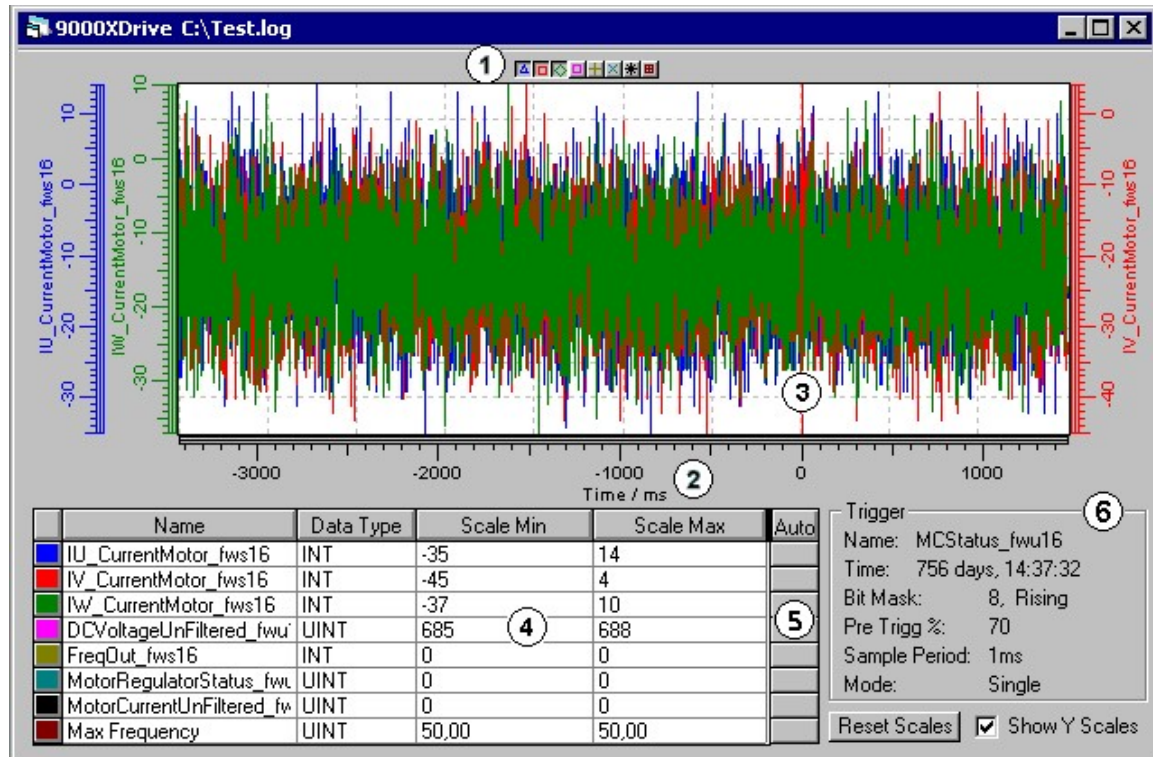 9000XDrive C:\Test.log
1
10
0
-10
-20
-30
IU_CurrentMotor_fws16
10
0
-10
-20
-30
IW_CurrentMotor_fws16
0
-10
-20
-30
-40
IV_CurrentMotor_fws16
3
-3000 -2000 -1000 0 1000
Time / ms 2
Name Data Type Scale Min Scale Max Auto
IU_CurrentMotor_fws16 INT -35 14
IV_CurrentMotor_fws16 INT -45 4
IW_CurrentMotor_fws16 INT -37 10
DCVoltageUnFiltered_fwu UINT 685 688
FreqOut_fws16 INT 0 0
MotorRegulatorStatus_fwu UINT 0 0
MotorCurrentUnFiltered_fw UINT 0 0
Max Frequency UINT 50,00 50,00
4
5
Trigger 6
Name: MCStatus_fwu16
Time: 756 days, 14:37:32
Bit Mask: 8, Rising
Pre Trigg %: 70
Sample Period: 1ms
Mode: Single
Reset Scales Show Y Scales